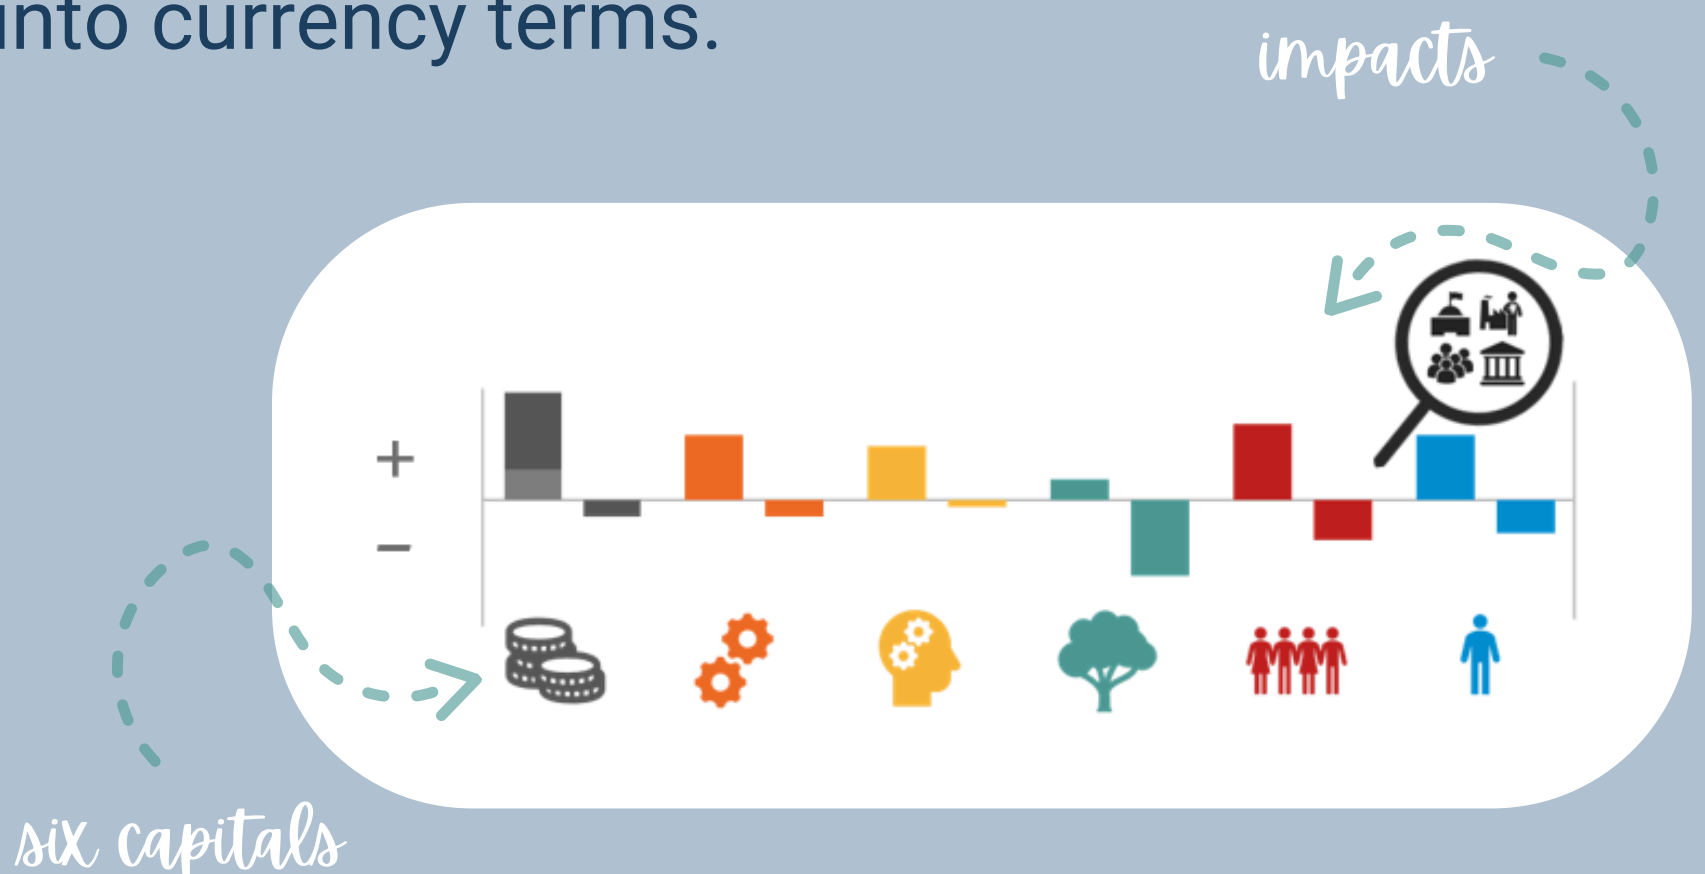 into currency terms.
impacts
+
−
six capitals